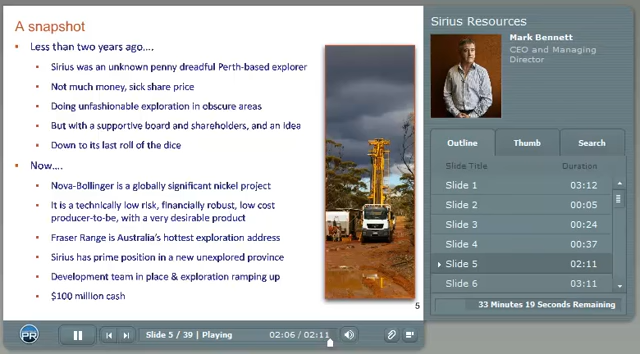 A snapshot
Less than two years ago....
Sirius was an unknown penny dreadful Perth-based explorer
Not much money, sick share price
Doing unfashionable exploration in obscure areas
But with a supportive board and shareholders, and an Idea
Down to its last roll of the dice
Now....
Nova-Bollinger is a globally significant nickel project
It is a technically low risk, financially robust, low cost
producer-to-be, with a very desirable product
Fraser Range is Australia's hottest exploration address
Sirius has prime position in a new unexplored province
Development team in place & exploration ramping up
$100 million cash
5
Sirius Resources
Mark Bennett
CEO and Managing
Director
Outline Thumb Search
Slide Title Duration
Slide 1 03:12
Slide 2 00:05
Slide 3 00:24
Slide 4 00:37
Slide 5 02:11
Slide 6 03:11
33 Minutes 19 Seconds Remaining
PR
Slide 5 / 39 | Playing 02:06 / 02:11